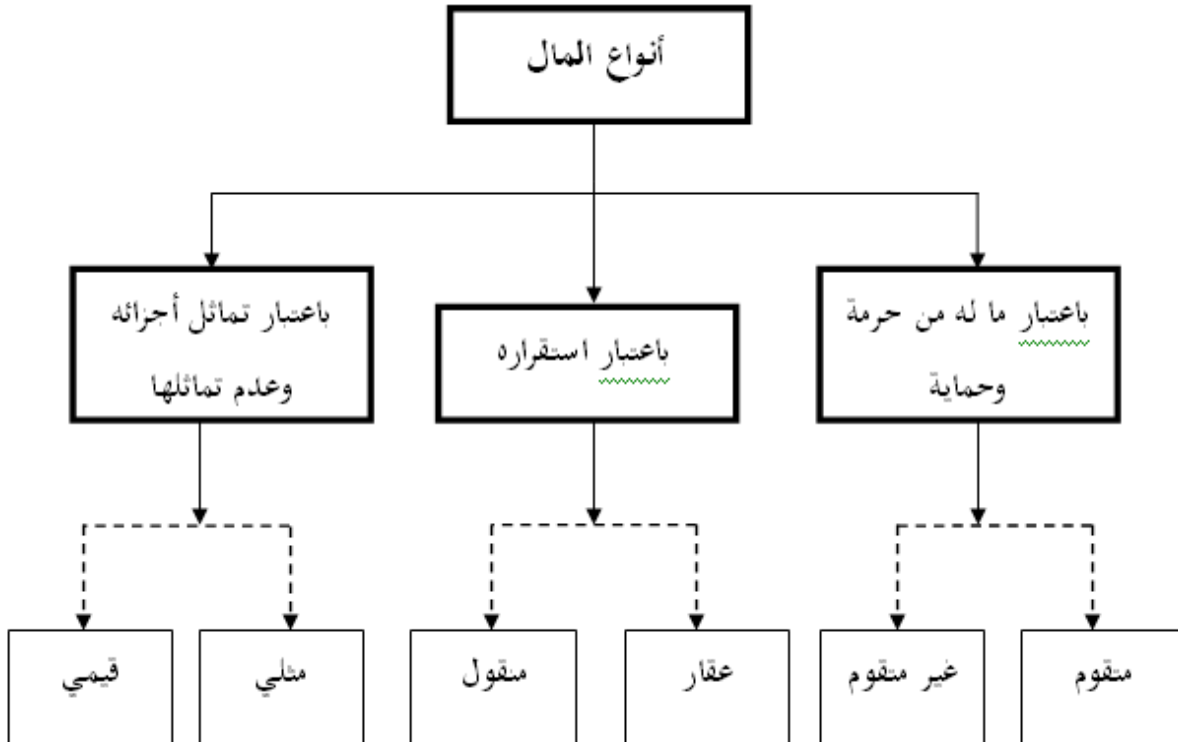 أنواع المال
باعتبار ما له من حرمة
وحماية
باعتبار استقراره
باعتبار تماثل أجزائه
وعدم تماثلها
متقوم
غير متقوم
عقار
منقول
مثلي
قيمي